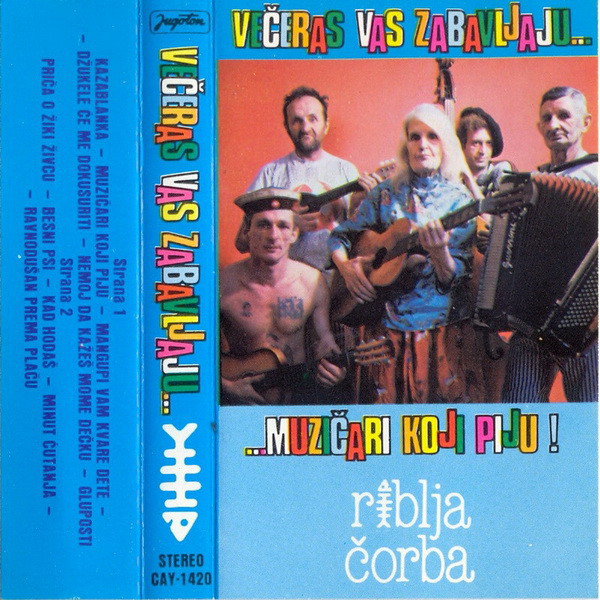 Strana 1
KAZABLANKA – MUZIČARI KOJI PIJU – MANGUPI VAM KVARE DETE –
– DŽUKELE ĆE ME DOKUSURITI – NEMOJ DA KAŽEŠ MOME DEČKU – GLUPOSTI
Strana 2
PRIČA O ŽIKI ŽIVCU – BESNI PSI – KAD HODAŠ – MINUT ĆUTANJA –
– RAVNODUŠAN PREMA PLAČU
Jugoton
VEČERAS VAS ZABAVLJAJU...
STEREO
CAY-1420
VEČERAS VAS ZABAVLJAJU...
...MUZIČARI KOJI PIJU !
riblja
čorba